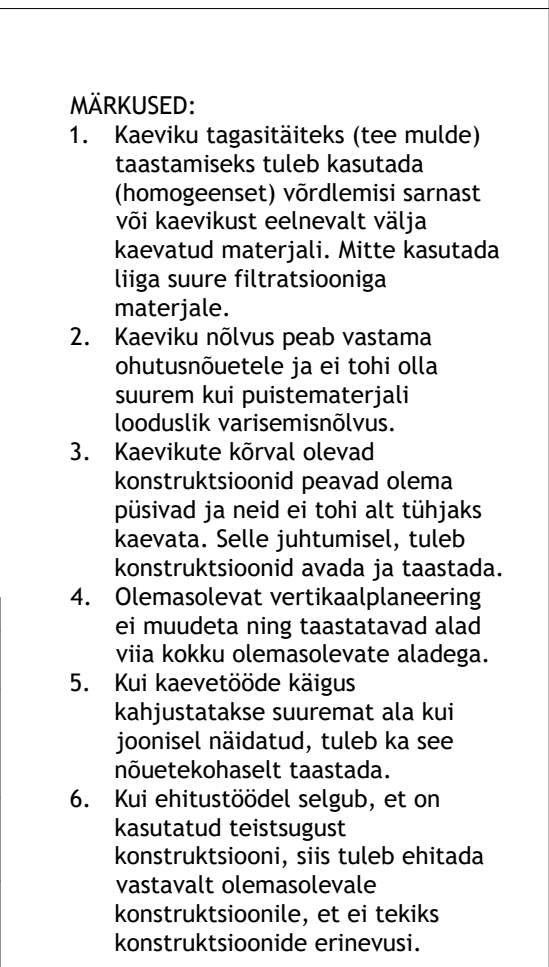 MÄRKUSED:
1. Kaeviku tagasitäiteks (tee mulde)
taastamiseks tuleb kasutada
(homogeenset) võrdlemisi sarnast
või kaevikust eelnevalt välja
kaevatud materjali. Mitte kasutada
liiga suure filtratsiooniga
materjale.
2. Kaeviku nõlvus peab vastama
ohutusnõuetele ja ei tohi olla
suurem kui puistematerjali
looduslik varisemisnõlvus.
3. Kaevikute kõrval olevad
konstruktsioonid peavad olema
püsivad ja neid ei tohi alt tühjaks
kaevata. Selle juhtumisel, tuleb
konstruktsioonid avada ja taastada.
4. Olemasolevat vertikaalplaneering
ei muudeta ning taastatavad alad
viia kokku olemasolevate aladega.
5. Kui kaevetööde käigus
kahjustatakse suuremat ala kui
joonisel näidatud, tuleb ka see
nõuetekohaselt taastada.
6. Kui ehitustöödel selgub, et on
kasutatud teistsugust
konstruktsiooni, siis tuleb ehitada
vastavalt olemasolevale
konstruktsioonile, et ei tekiks
konstruktsioonide erinevusi.